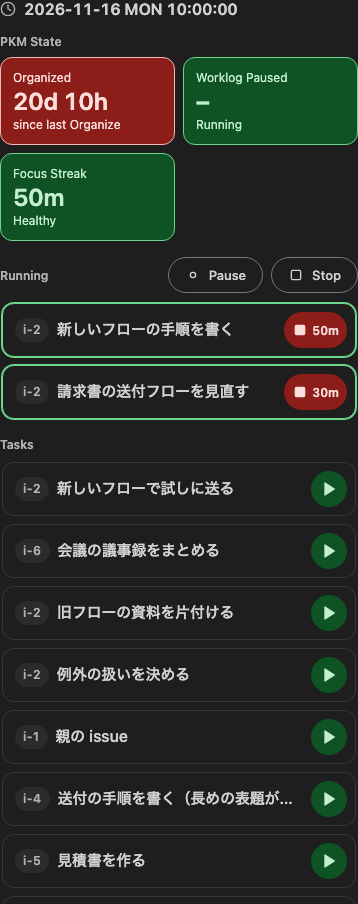 2026-11-16 MON 10:00:00
PKM State
Organized
20d 10h
since last Organize
Worklog Paused
–
Running
Focus Streak
50m
Healthy
Running
Pause
Stop
i-2 新しいフローの手順を書く 50m
i-2 請求書の送付フローを見直す 30m
Tasks
i-2 新しいフローで試しに送る
i-6 会議の議事録をまとめる
i-2 旧フローの資料を片付ける
i-2 例外の扱いを決める
i-1 親の issue
i-4 送付の手順を書く（長めの表題が...
i-5 見積書を作る